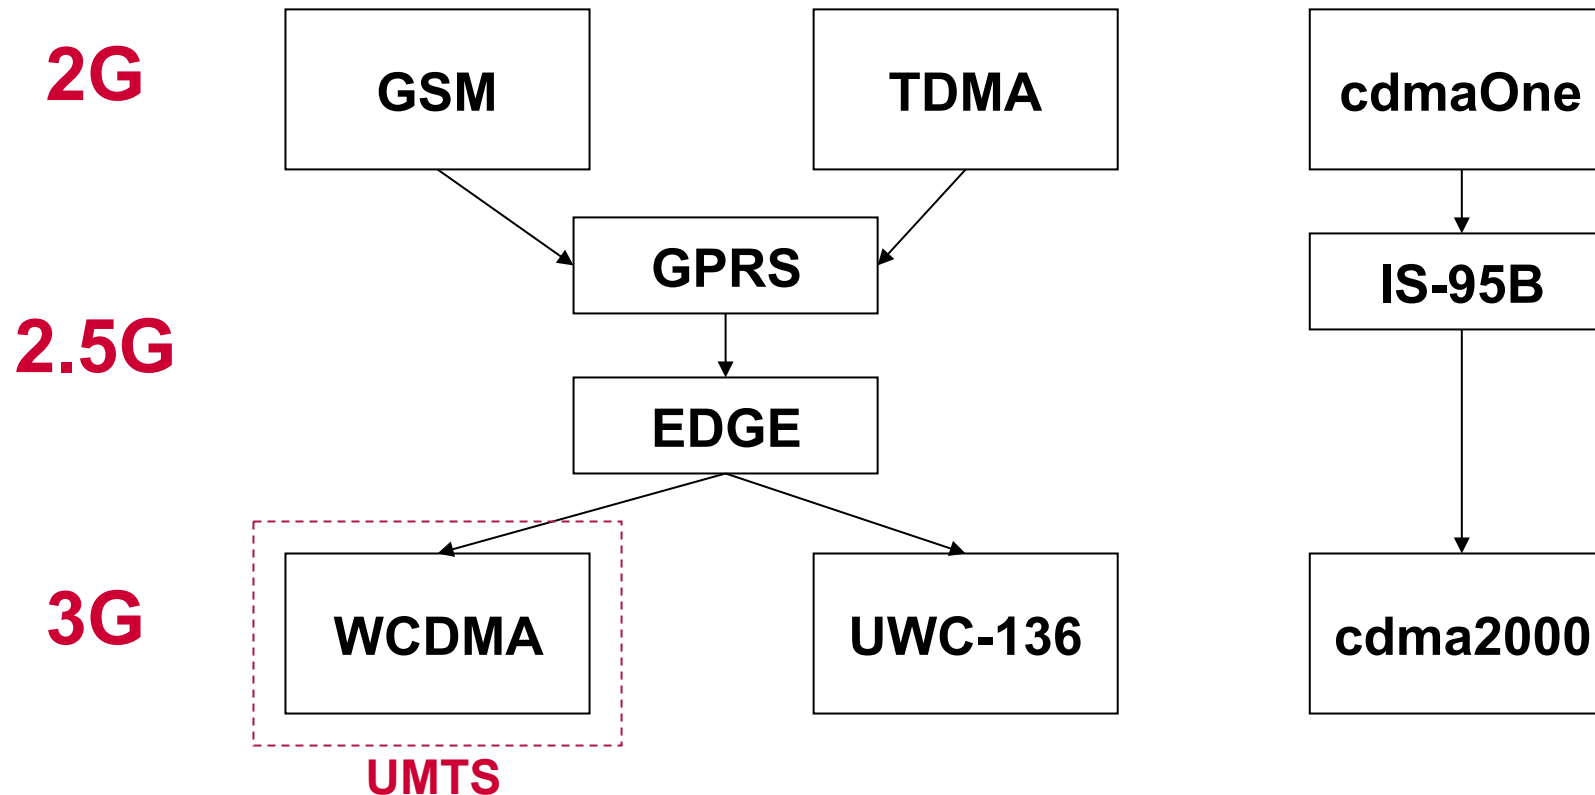 2G
GSM
TDMA
cdmaOne
GPRS
IS-95B
2.5G
EDGE
3G
WCDMA
UWC-136
cdma2000
UMTS